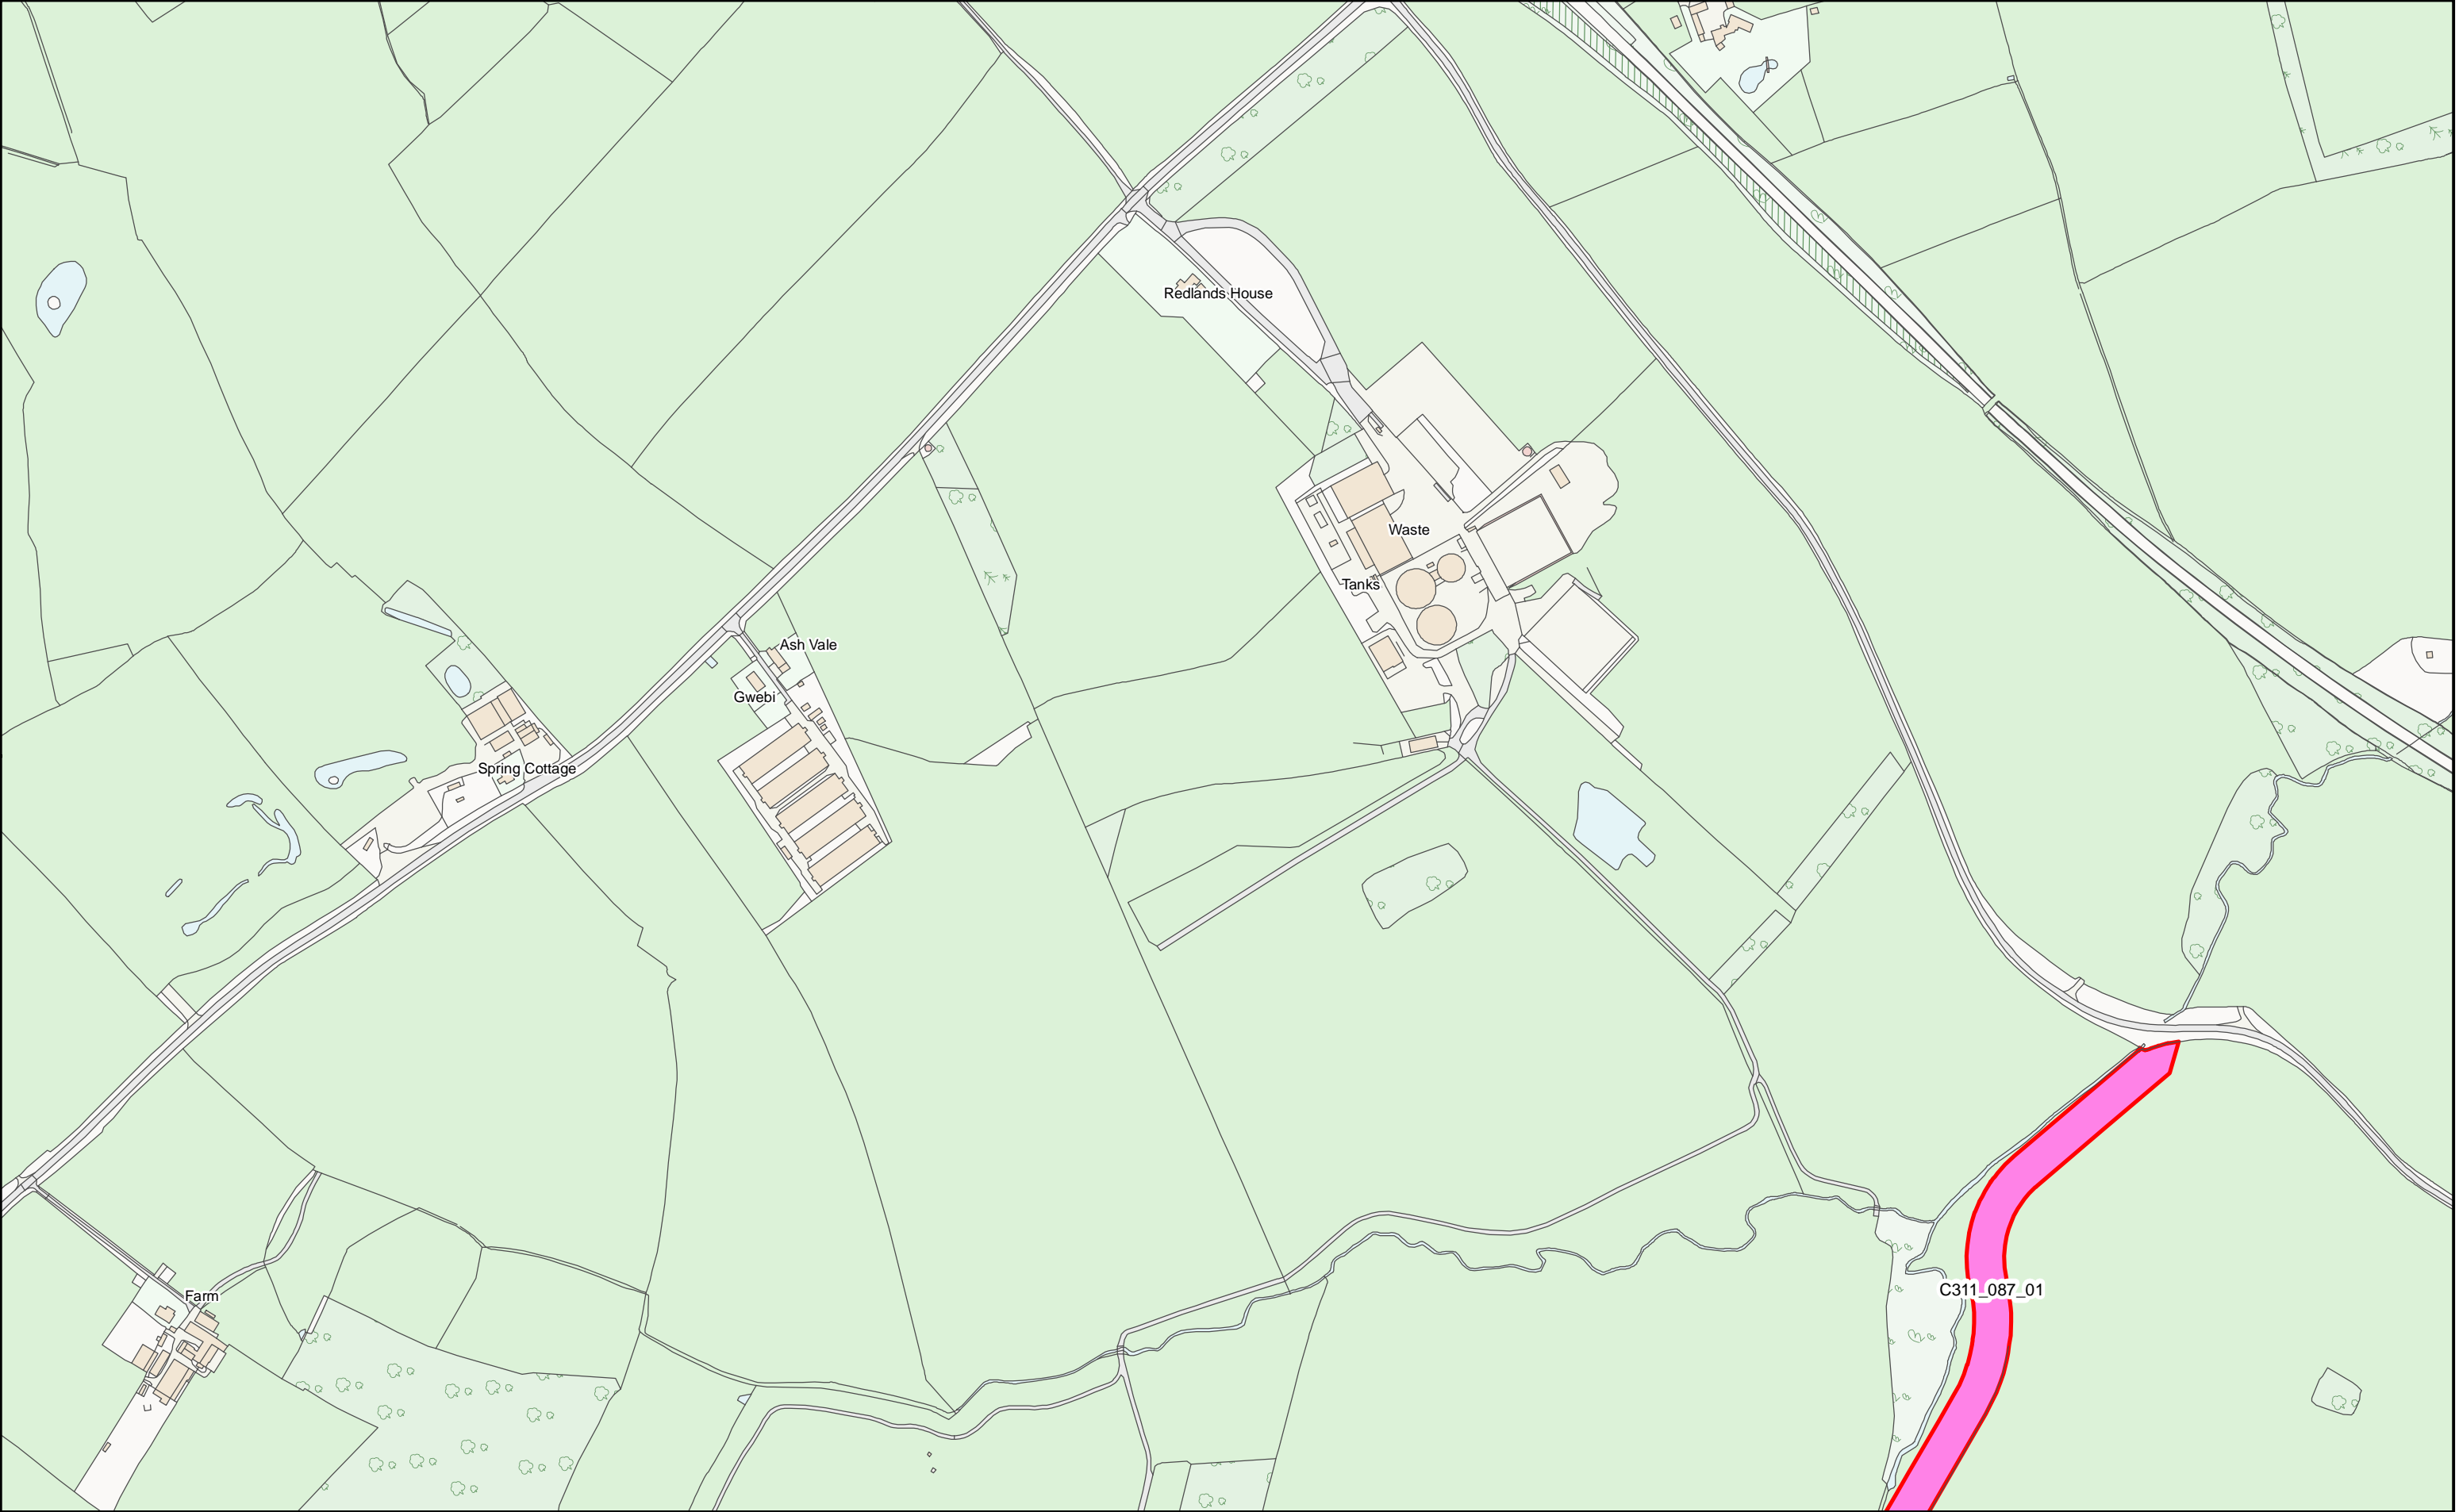 Redlands House
Waste
Tanks
Ash Vale
Gwebi
Spring Cottage
C311_087_01
Farm